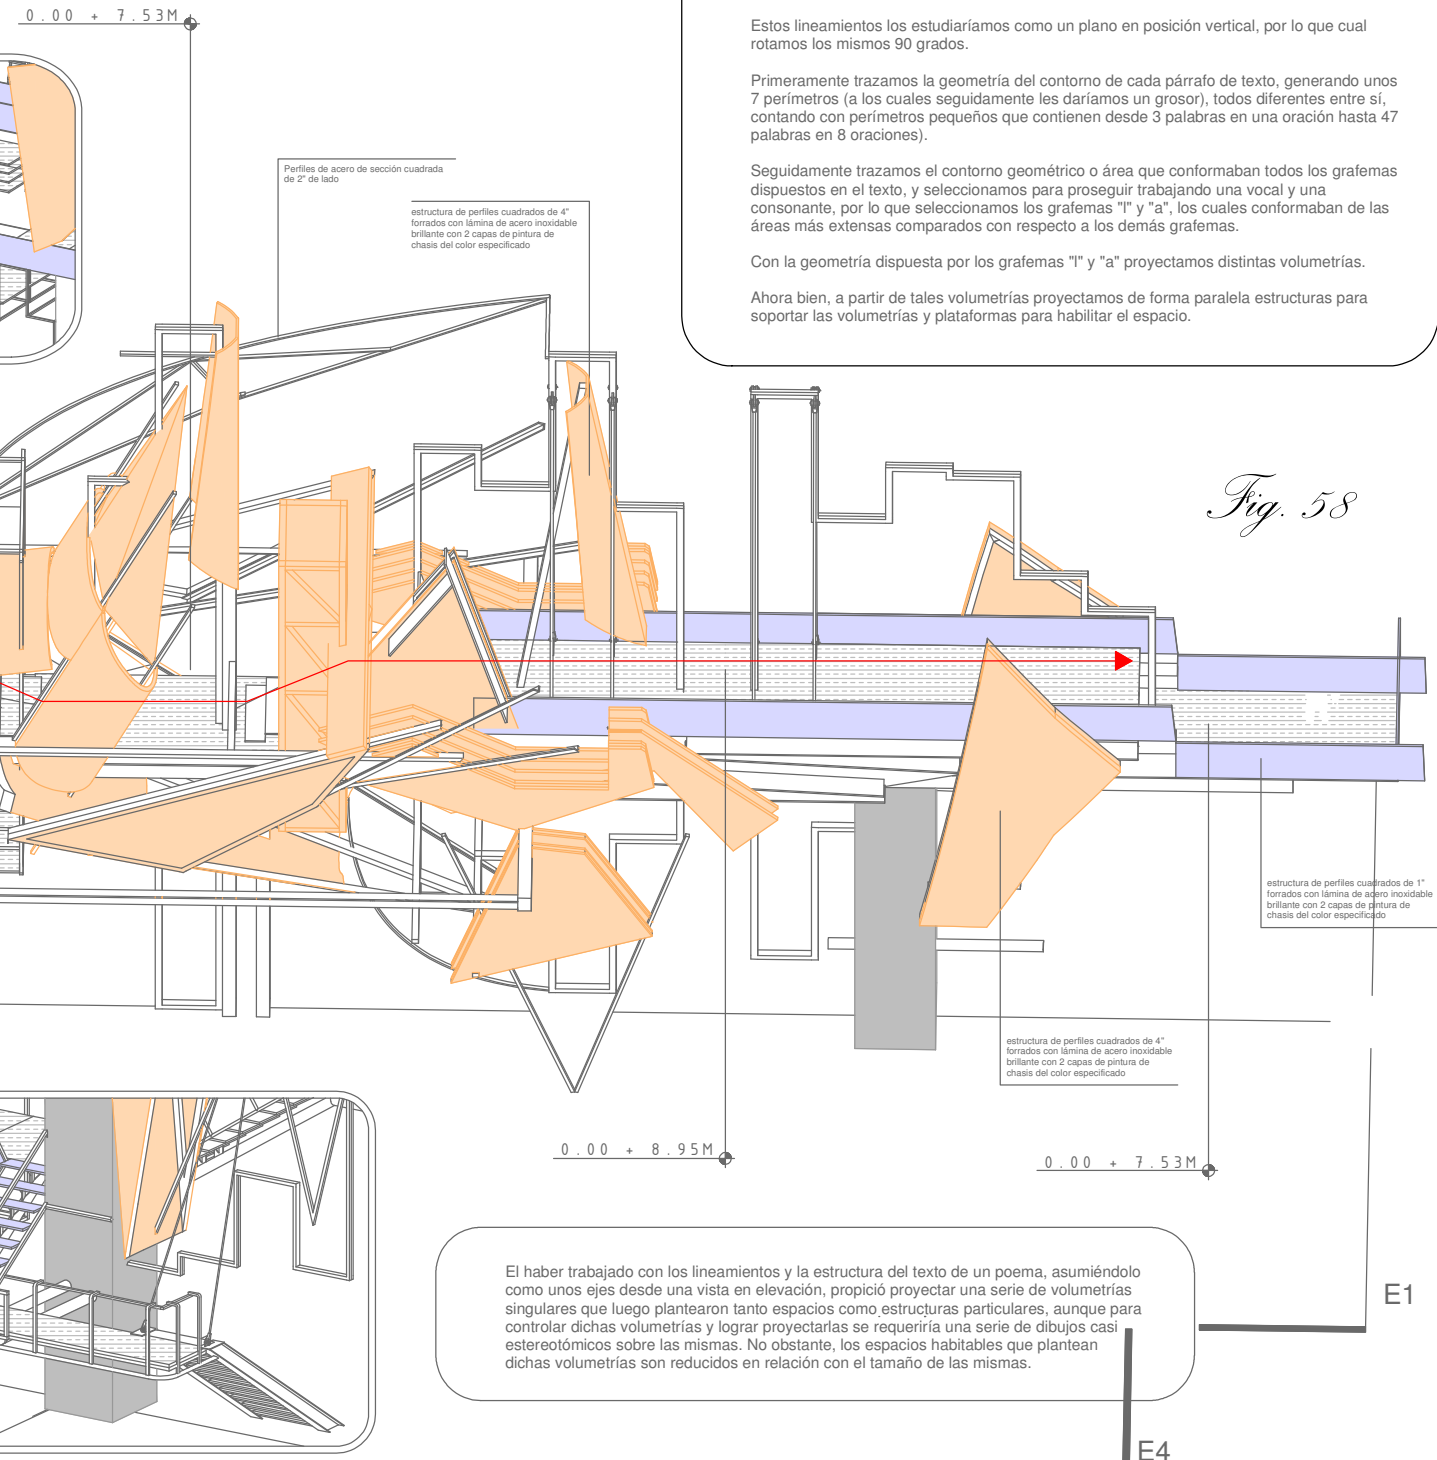 0.00 + 7.53M
Estos lineamientos los estudiaríamos como un plano en posición vertical, por lo que cual
rotamos los mismos 90 grados.
Primeramente trazamos la geometría del contorno de cada párrafo de texto, generando unos
7 perímetros (a los cuales seguidamente les daríamos un grosor), todos diferentes entre sí,
contando con perímetros pequeños que contienen desde 3 palabras en una oración hasta 47
palabras en 8 oraciones).
Seguidamente trazamos el contorno geométrico o área que conformaban todos los grafemas
dispuestos en el texto, y seleccionamos para proseguir trabajando una vocal y una
consonante, por lo que seleccionamos los grafemas "l" y "a", los cuales conformaban de las
áreas más extensas comparados con respecto a los demás grafemas.
Con la geometría dispuesta por los grafemas "l" y "a" proyectamos distintas volumetrías.
Ahora bien, a partir de tales volumetrías proyectamos de forma paralela estructuras para
soportar las volumetrías y plataformas para habilitar el espacio.
Perfiles de acero de sección cuadrada
de 2" de lado
estructura de perfiles cuadrados de 4"
forrados con lámina de acero inoxidable
brillante con 2 capas de pintura de
chasis del color especificado
Fig. 58
estructura de perfiles cuadrados de 1"
forrados con lámina de acero inoxidable
brillante con 2 capas de pintura de
chasis del color especificado
estructura de perfiles cuadrados de 4"
forrados con lámina de acero inoxidable
brillante con 2 capas de pintura de
chasis del color especificado
0.00 + 8.95M
0.00 + 7.53M
El haber trabajado con los lineamientos y la estructura del texto de un poema, asumiéndolo
como unos ejes desde una vista en elevación, propició proyectar una serie de volumetrías
singulares que luego plantearon tanto espacios como estructuras particulares, aunque para
controlar dichas volumetrías y lograr proyectarlas se requeriría una serie de dibujos casi
estereotómicos sobre las mismas. No obstante, los espacios habitables que plantean
dichas volumetrías son reducidos en relación con el tamaño de las mismas.
E1
E4